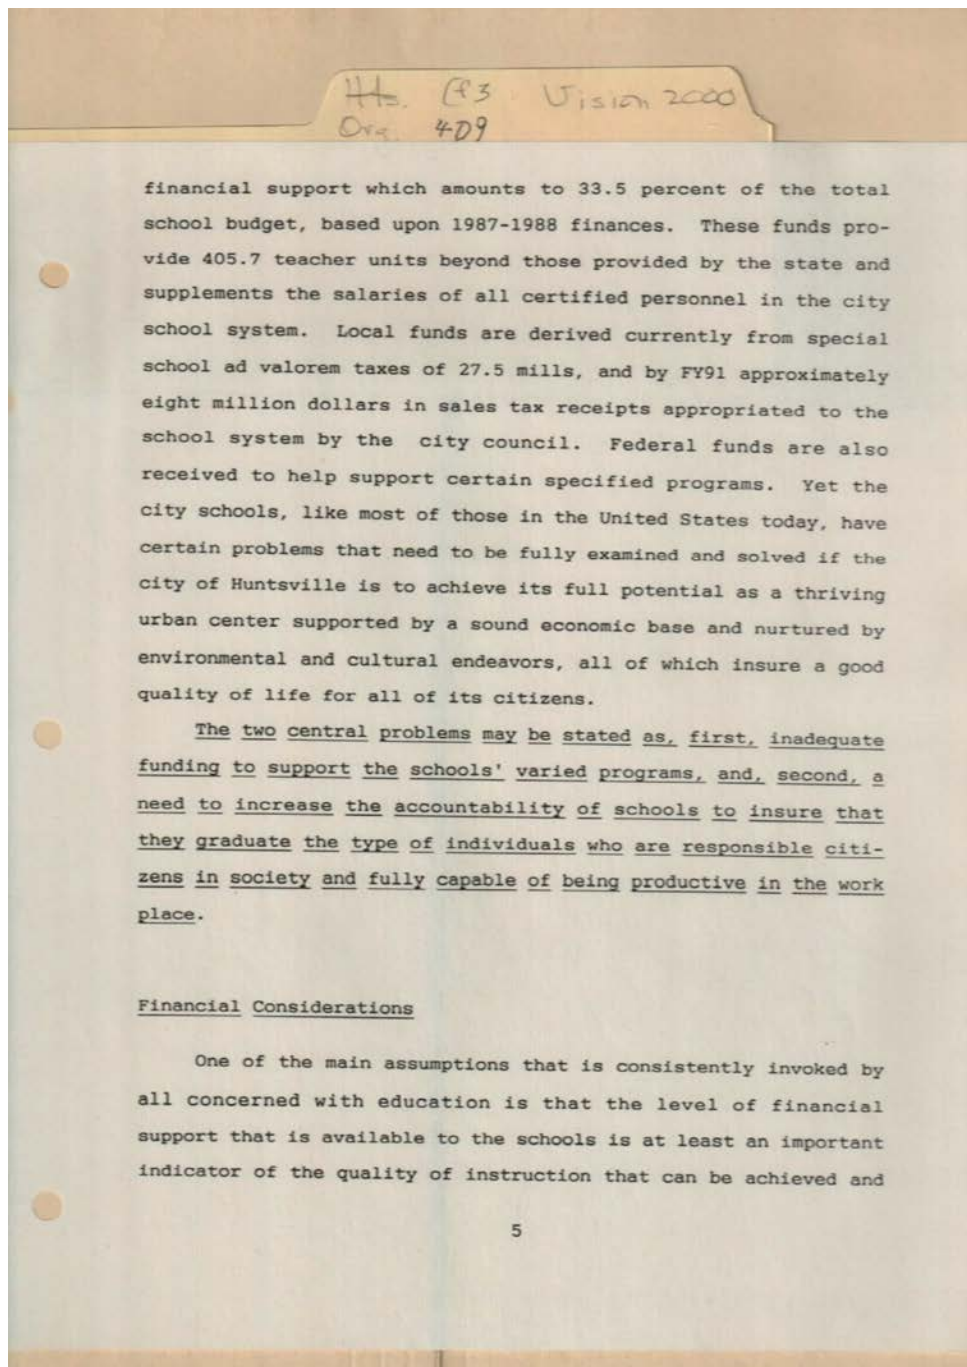 Hts. Cf3 Vision 2000
Org. 409
financial support which amounts to 33.5 percent of the total
school budget, based upon 1987-1988 finances. These funds pro-
vide 405.7 teacher units beyond those provided by the state and
supplements the salaries of all certified personnel in the city
school system. Local funds are derived currently from special
school ad valorem taxes of 27.5 mills, and by FY91 approximately
eight million dollars in sales tax receipts appropriated to the
school system by the city council. Federal funds are also
received to help support certain specified programs. Yet the
city schools, like most of those in the United States today, have
certain problems that need to be fully examined and solved if the
city of Huntsville is to achieve its full potential as a thriving
urban center supported by a sound economic base and nurtured by
environmental and cultural endeavors, all of which insure a good
quality of life for all of its citizens.
The two central problems may be stated as, first, inadequate
funding to support the schools' varied programs, and, second, a
need to increase the accountability of schools to insure that
they graduate the type of individuals who are responsible citi-
zens in society and fully capable of being productive in the work
place.
Financial Considerations
One of the main assumptions that is consistently invoked by
all concerned with education is that the level of financial
support that is available to the schools is at least an important
indicator of the quality of instruction that can be achieved and
5